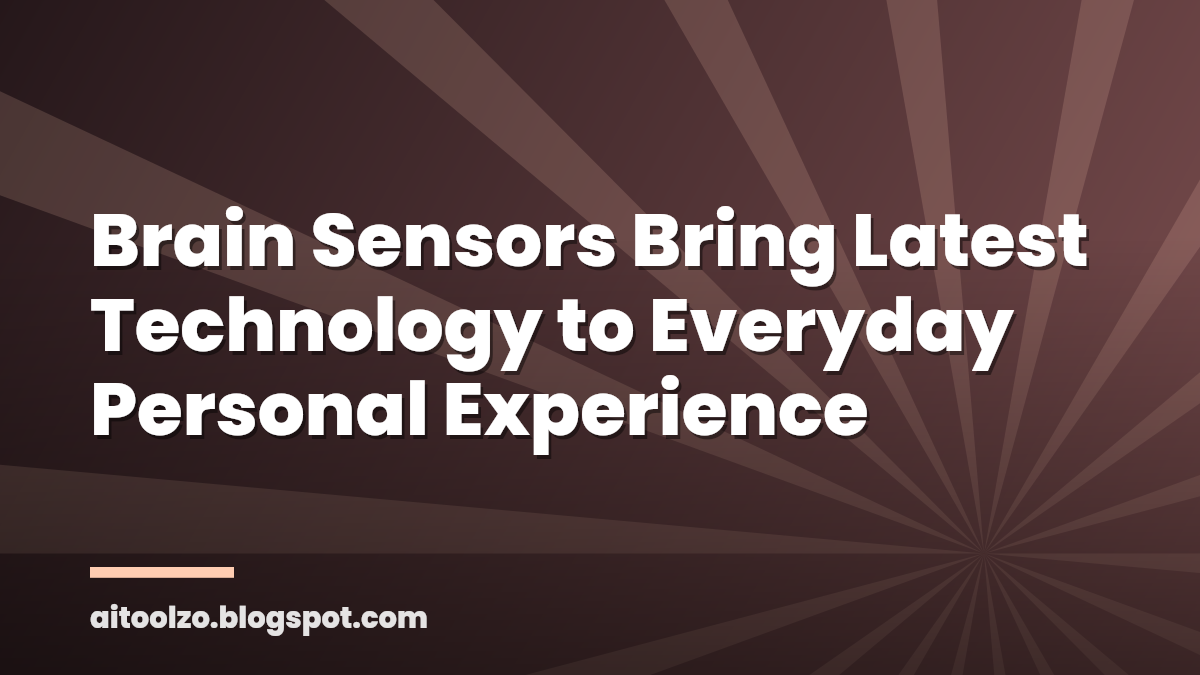 Brain Sensors Bring Latest
Technology to Everyday
Personal Experience
aitoolzo.blogspot.com